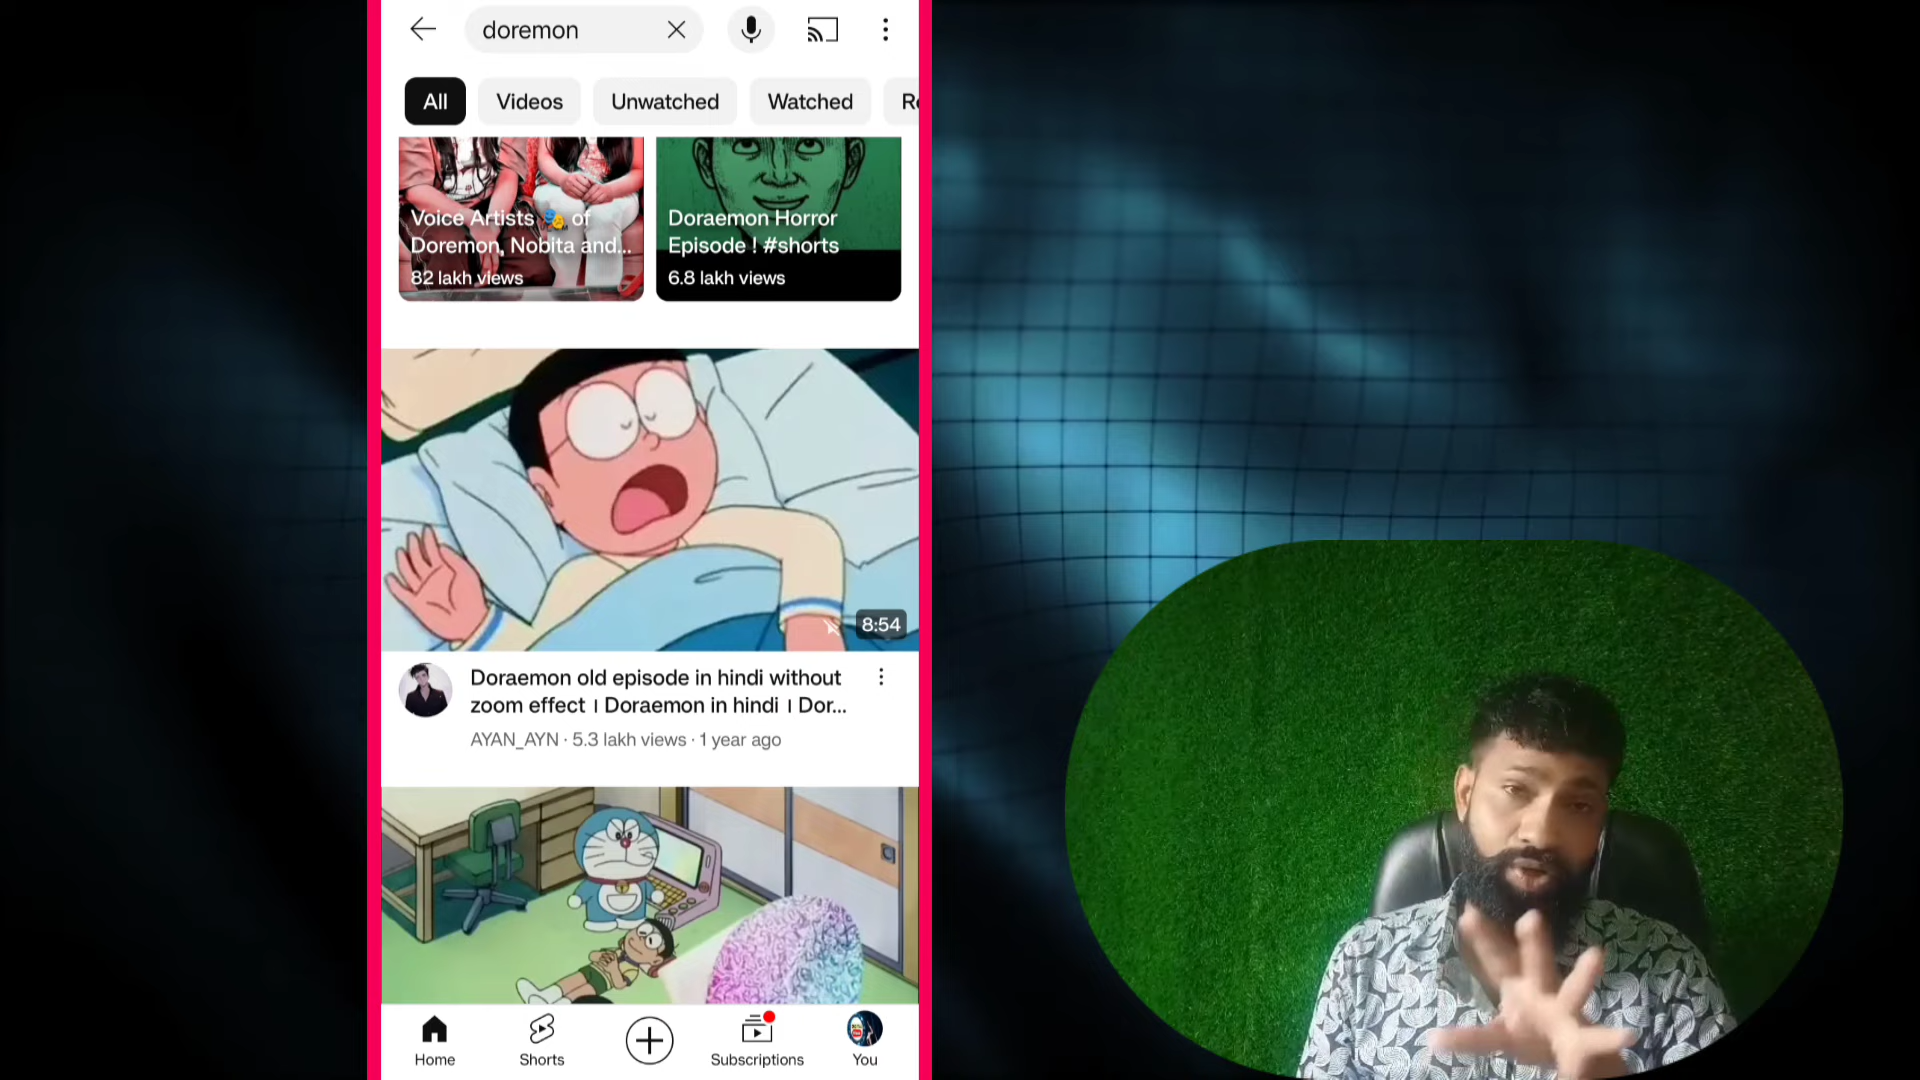 doremon
All
Videos
Unwatched
Watched
Re
Voice Artists 🎭 of
Doremon, Nobita and...
82 lakh views
Doraemon Horror
Episode ! #shorts
6.8 lakh views
8:54
Doraemon old episode in hindi without
zoom effect । Doraemon in hindi । Dor...
AYAN_AYN · 5.3 lakh views · 1 year ago
Home
Shorts
Subscriptions
You